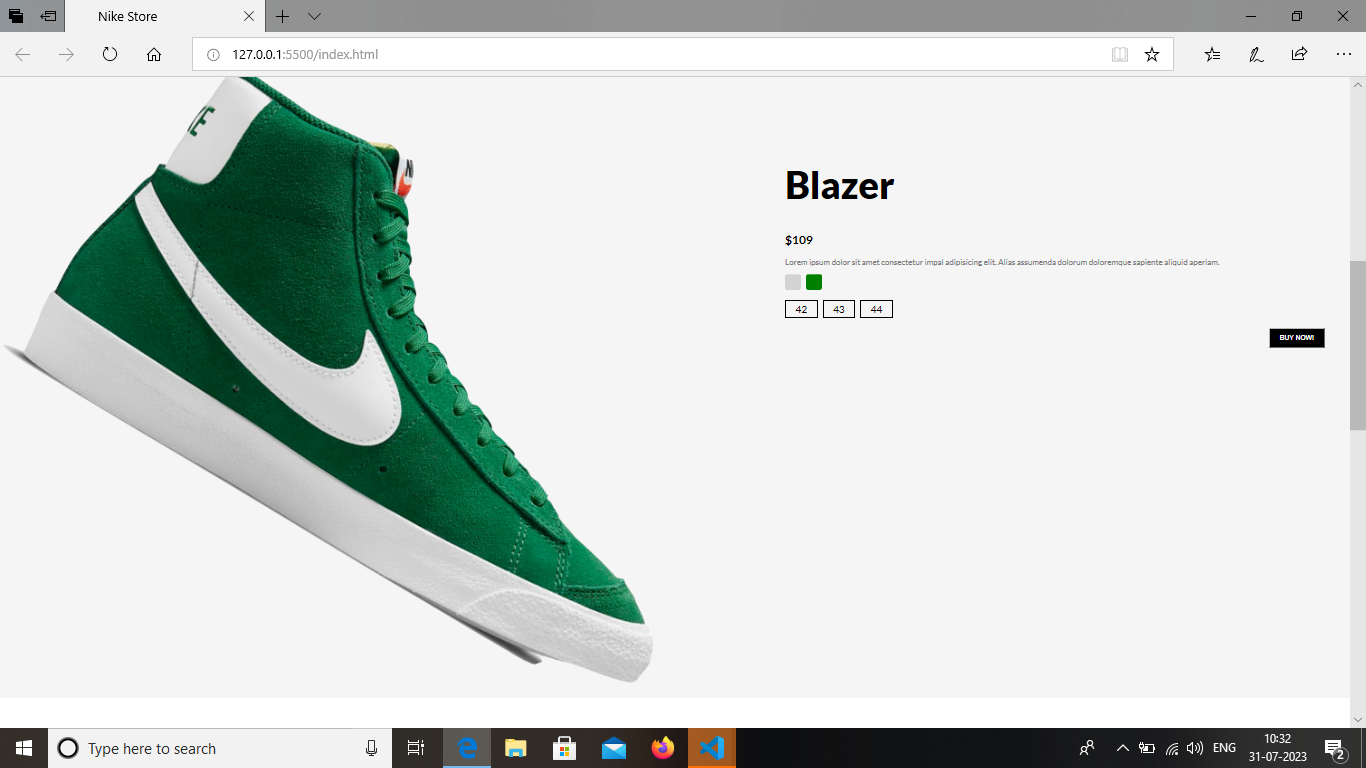 Nike Store
127.0.0.1:5500/index.html
Blazer
$109
Lorem ipsum dolor sit amet consectetur impal adipisicing elit. Alias assumenda dolorum doloremque sapiente aliquid aperiam.
42 43 44
BUY NOW!
Type here to search
ENG
10:32
31-07-2023
2